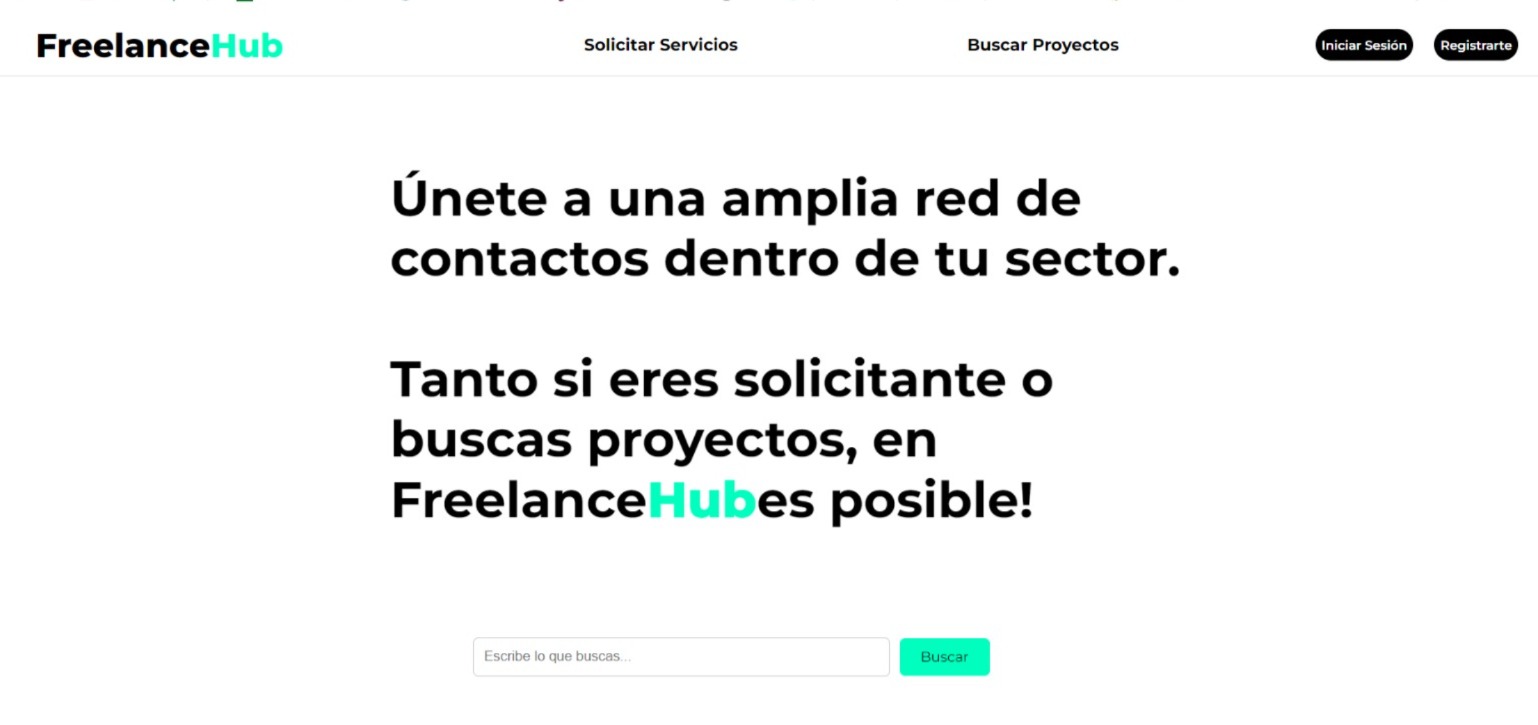 FreelanceHub
Solicitar Servicios
Buscar Proyectos
Iniciar Sesión
Registrarte
Únete a una amplia red de
contactos dentro de tu sector.
Tanto si eres solicitante o
buscas proyectos, en
FreelanceHubes posible!
Escribe lo que buscas...
Buscar